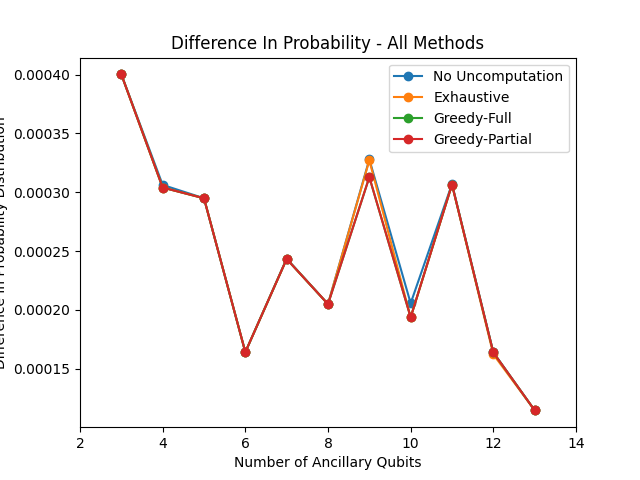 Difference In Probability - All Methods
No Uncomputation
Exhaustive
Greedy-Full
Greedy-Partial
0.00040
0.00035
0.00030
0.00025
0.00020
0.00015
Difference In Probability Distribution
2 4 6 8 10 12 14
Number of Ancillary Qubits